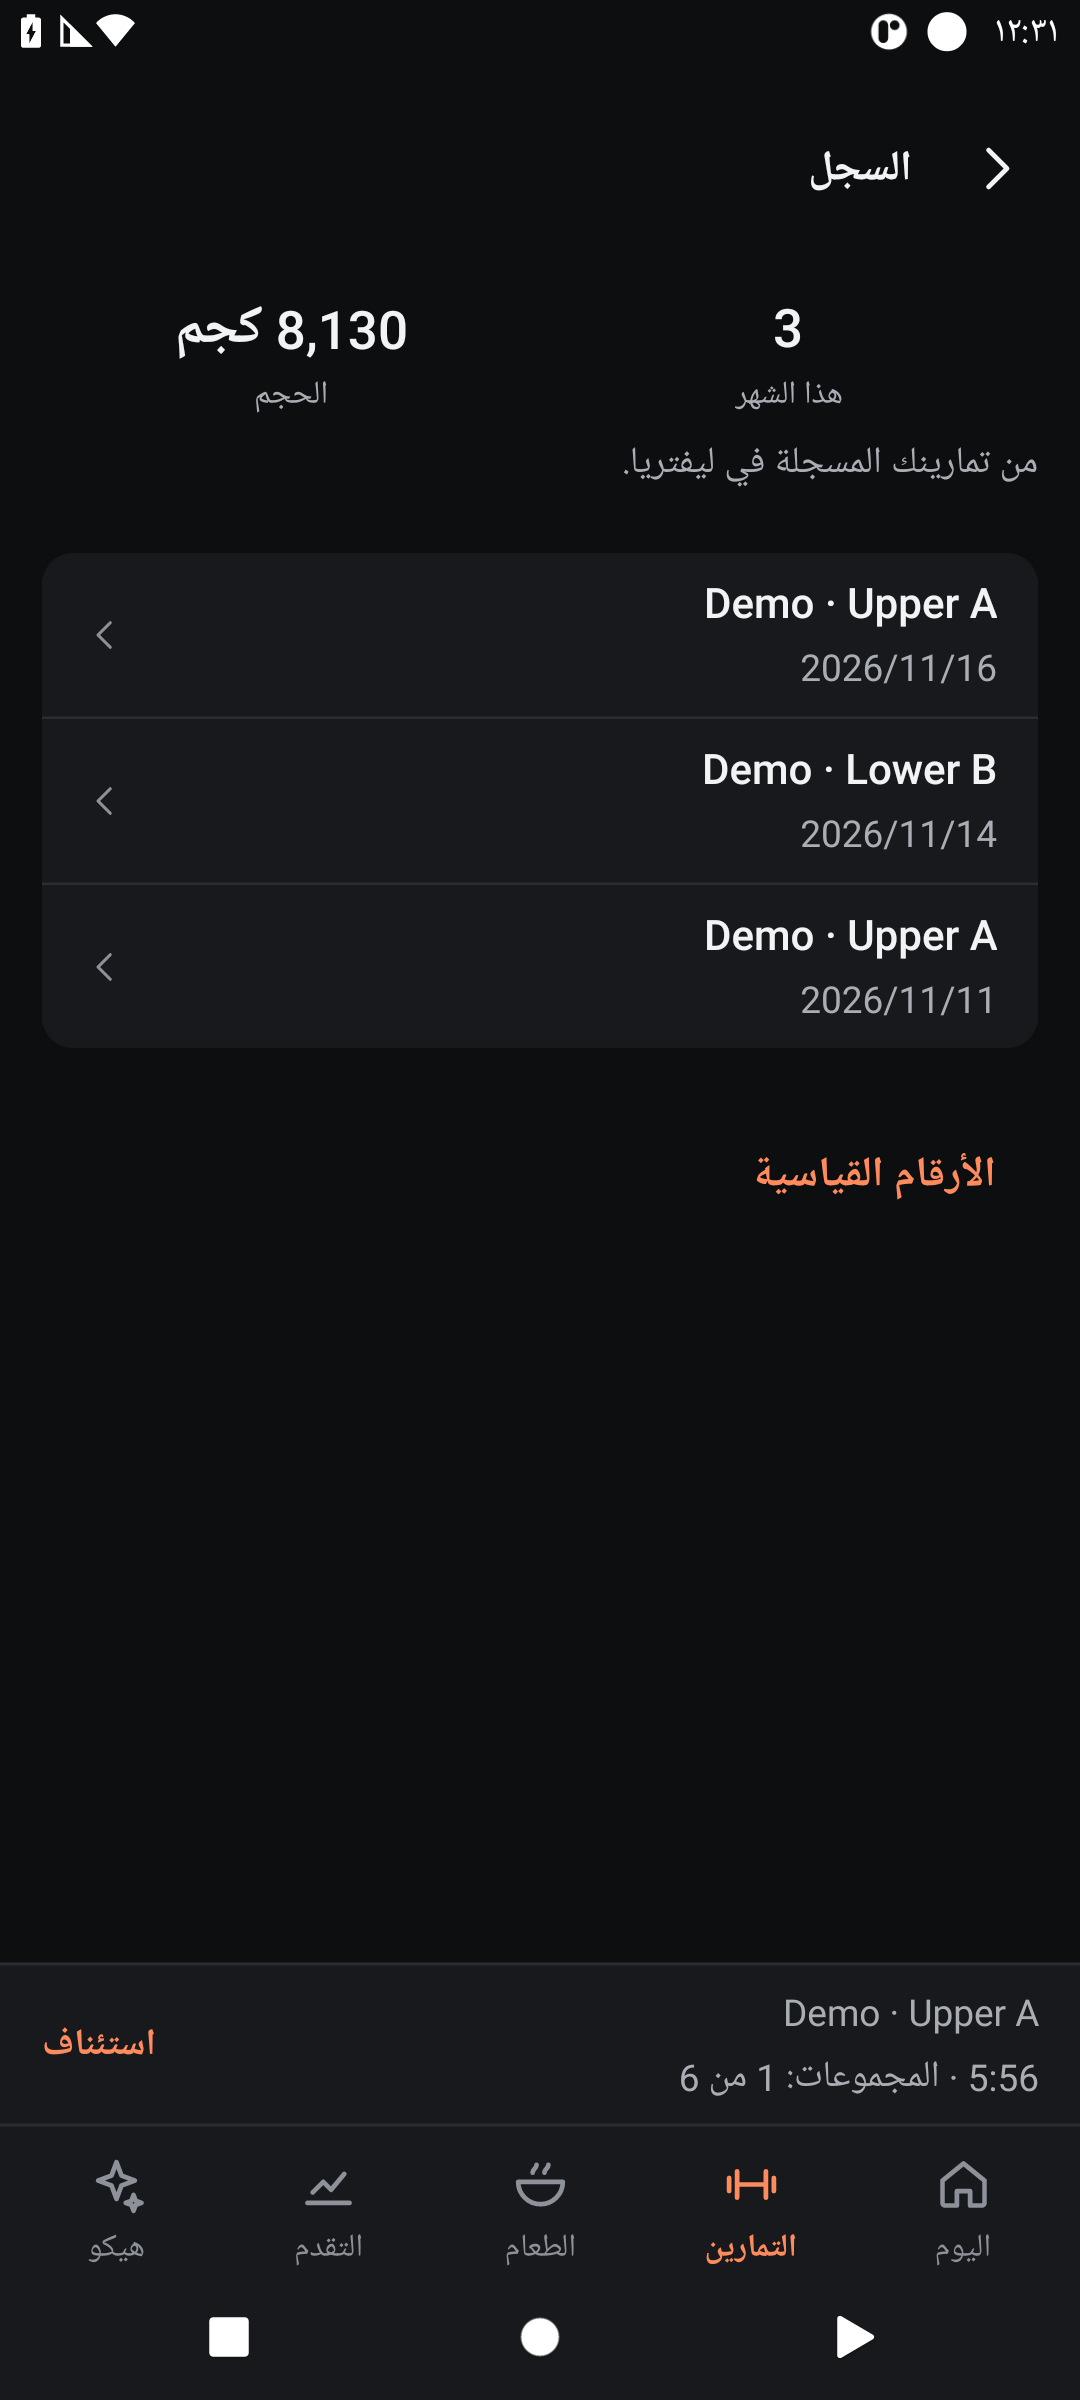 ١٢:٣١
السجل
3
هذا الشهر
8,130 كجم
الحجم
من تمارينك المسجلة في ليفتريا.
Demo · Upper A
2026/11/16
Demo · Lower B
2026/11/14
Demo · Upper A
2026/11/11
الأرقام القياسية
Demo · Upper A
5:56 · المجموعات: 1 من 6
استئناف
اليوم
التمارين
الطعام
التقدم
هيكو